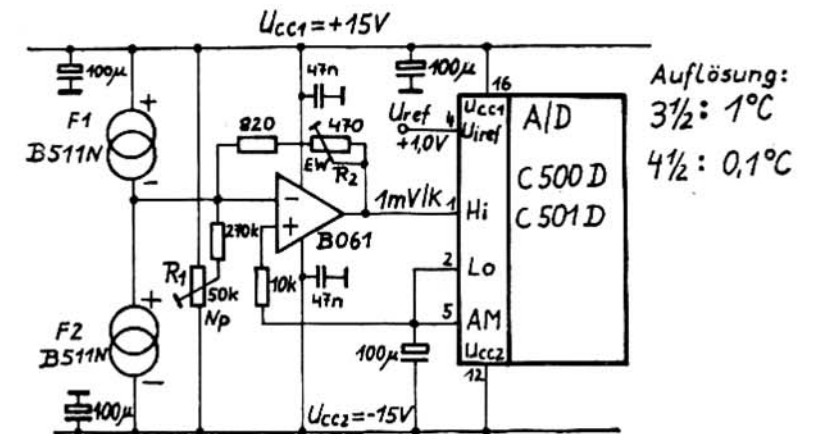 Ucc1=+15V
100µ
47n
100µ
16
Auflösung:
3½: 1°C
4½: 0,1°C
F1
B511N
+
-
820
470
EW
R2
Uref
+1,0V
4
Ucc1
Uiref
A/D
C500D
C501D
-
+
B061
1mV/K
1
Hi
270k
R1
50k
Np
10k
47n
2
Lo
5
AM
Ucc2
12
F2
B511N
+
-
100µ
100µ
Ucc2=-15V